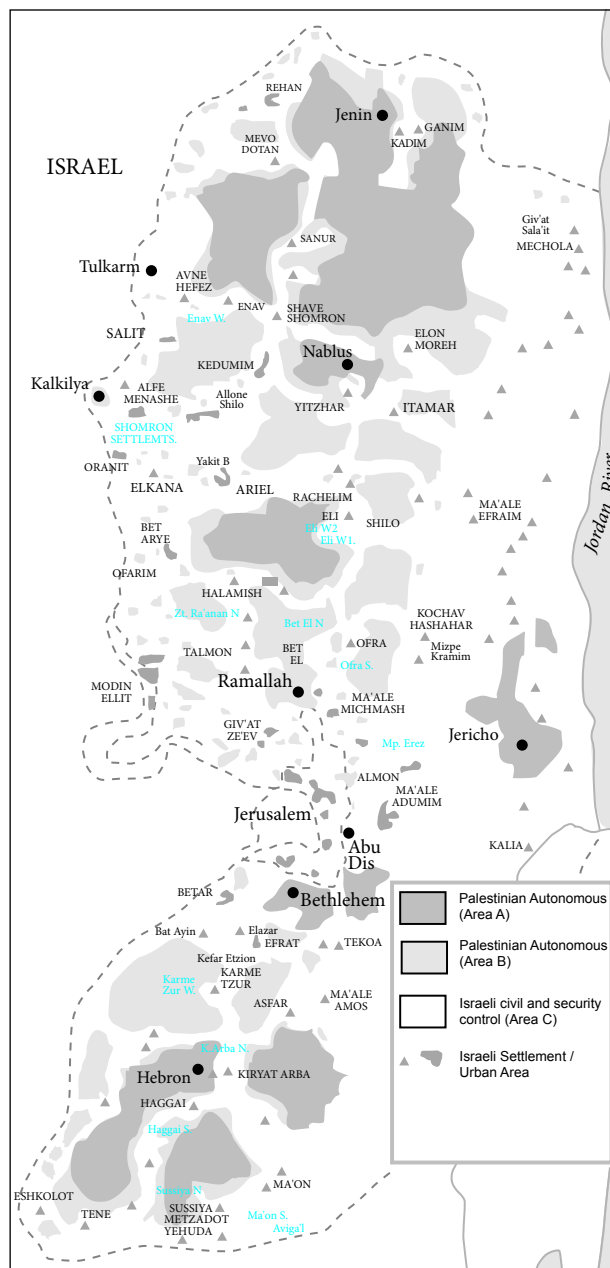 REHAN
Jenin
GANIM
KADIM
MEVO
DOTAN
ISRAEL
Giv'at
Sala'it
MECHOLA
SANUR
Tulkarm
AVNE
HEFEZ
ENAV
SHAVE
SHOMRON
Enav W.
SALIT
ELON
MOREH
Nablus
KEDUMIM
Kalkilya
ALFE
MENASHE
Allone
Shilo
YITZHAR
ITAMAR
SHOMRON
SETTLEMTS.
ORANIT
Yakit B
ELKANA
ARIEL
RACHELIM
ELI
Eli W2
Eli W1.
SHILO
MA'ALE
EFRAIM
Jordan River
BET
ARYE
OFARIM
HALAMISH
Zt. Ra'anan N
Bet El N
KOCHAV
HASHAHAR
Mizpe
Kramim
TALMON
BET
EL
OFRA
Ofra S.
Ramallah
MODIN
ELLIT
MA'ALE
MICHMASH
GIV'AT
ZE'EV
Mp. Erez
Jericho
ALMON
MA'ALE
ADUMIM
Jerusalem
Abu
Dis
KALIA
BETAR
Bethlehem
Bat Ayin
Elazar
EFRAT
TEKOA
Kefar Etzion
KARME
TZUR
Karme
Zur W.
ASFAR
MA'ALE
AMOS
K.Arba N.
Hebron
KIRYAT ARBA
HAGGAI
Haggai S.
Sussiya N
MA'ON
ESHKOLOT
TENE
SUSSIYA
METZADOT
YEHUDA
Ma'on S.
Aviga'l
Palestinian Autonomous
(Area A)
Palestinian Autonomous
(Area B)
Israeli civil and security
control (Area C)
Israeli Settlement /
Urban Area